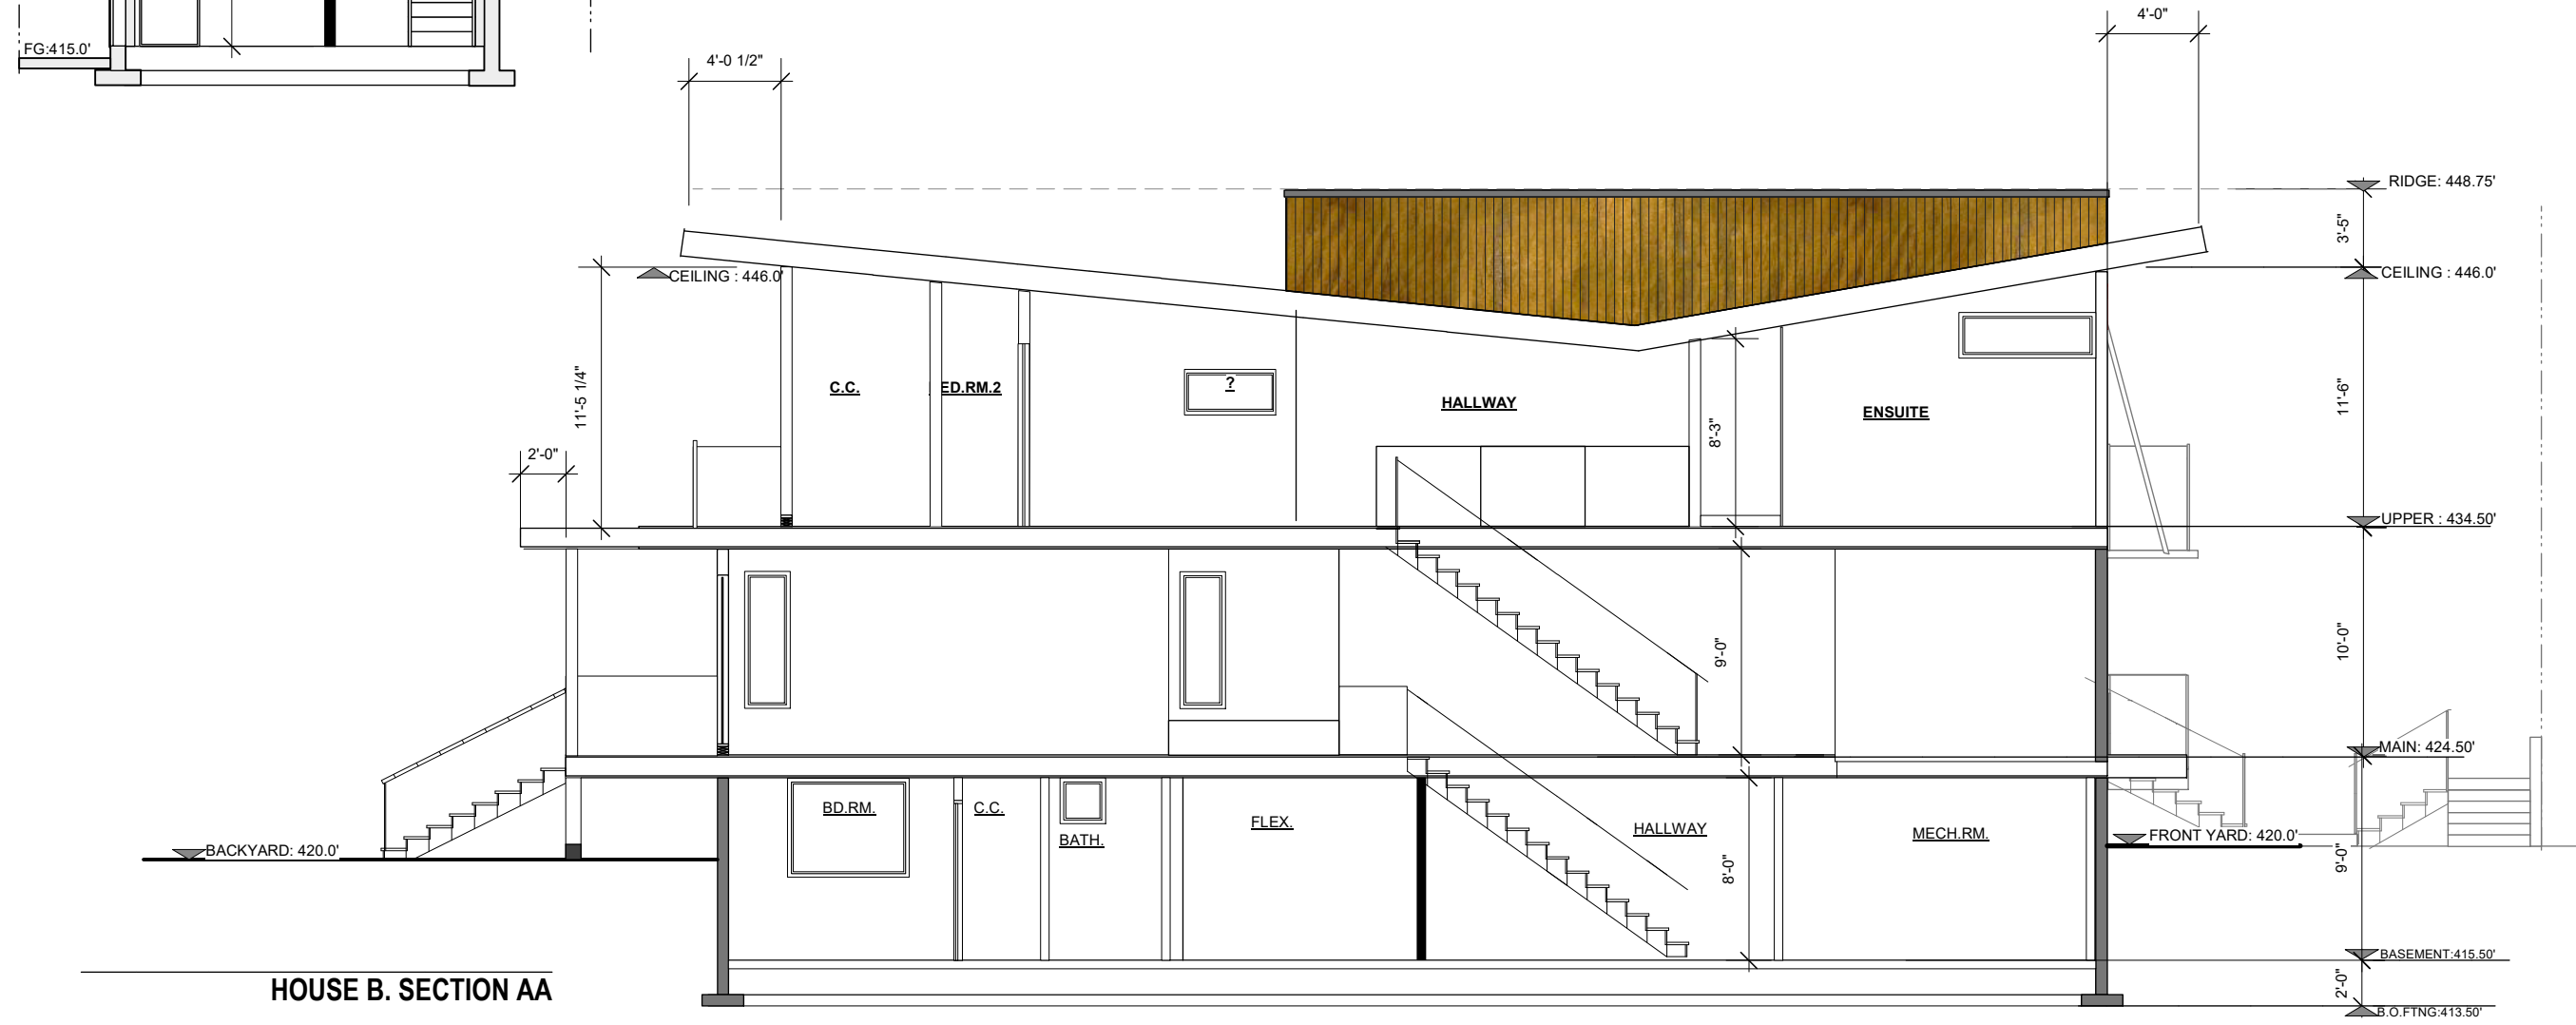 4'-0"
FG:415.0'
4'-0 1/2"
RIDGE: 448.75'
3'-5"
CEILING : 446.0'
CEILING : 446.0'
11'-5 1/4"
C.C.
ED.RM.2
?
HALLWAY
ENSUITE
8'-3"
11'-6"
2'-0"
UPPER : 434.50'
9'-0"
10'-0"
MAIN: 424.50'
BD.RM.
C.C.
BATH.
FLEX.
HALLWAY
MECH.RM.
FRONT YARD: 420.0'
BACKYARD: 420.0'
8'-0"
9'-0"
BASEMENT:415.50'
HOUSE B. SECTION AA
2'-0"
B.O.FTNG:413.50'